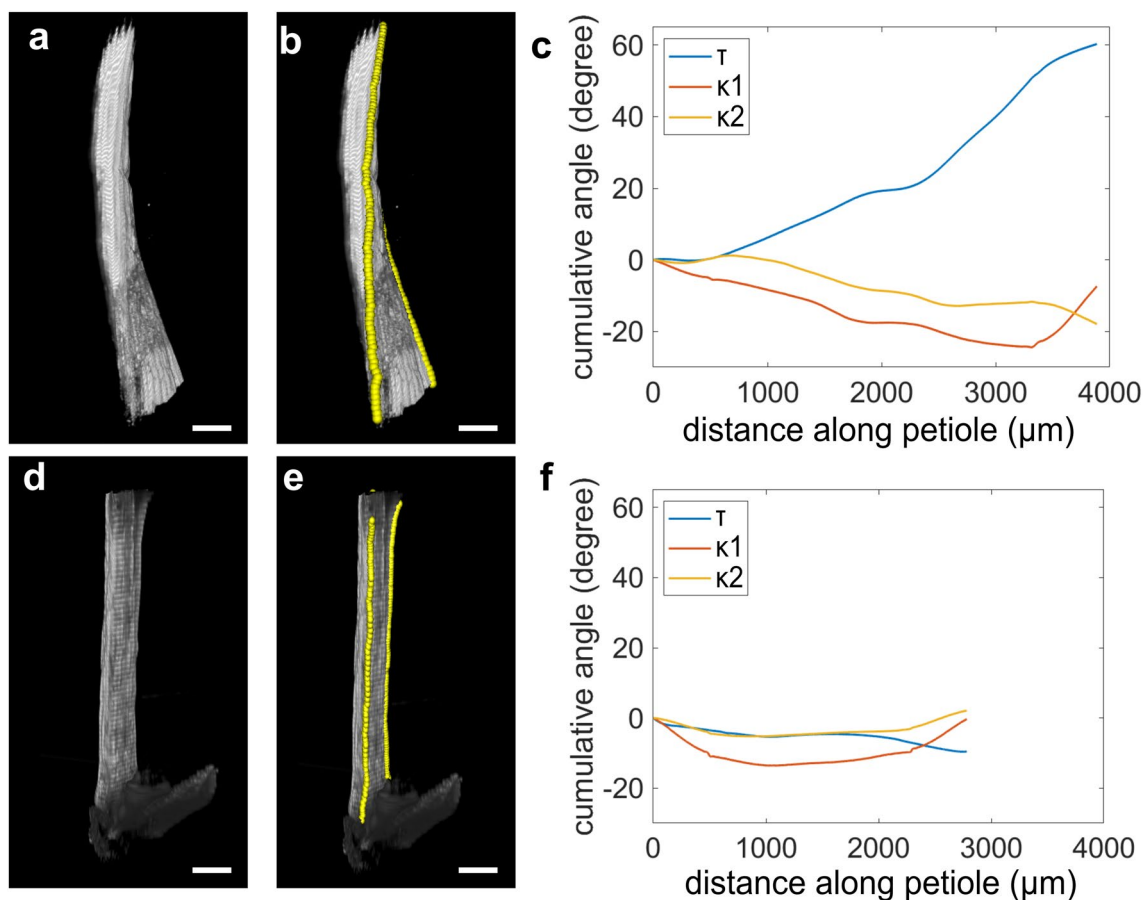 a
b
c
cumulative angle (degree)
60
40
20
0
-20
τ
κ1
κ2
0
1000
2000
3000
4000
distance along petiole (μm)
d
e
f
cumulative angle (degree)
60
40
20
0
-20
τ
κ1
κ2
0
1000
2000
3000
4000
distance along petiole (μm)